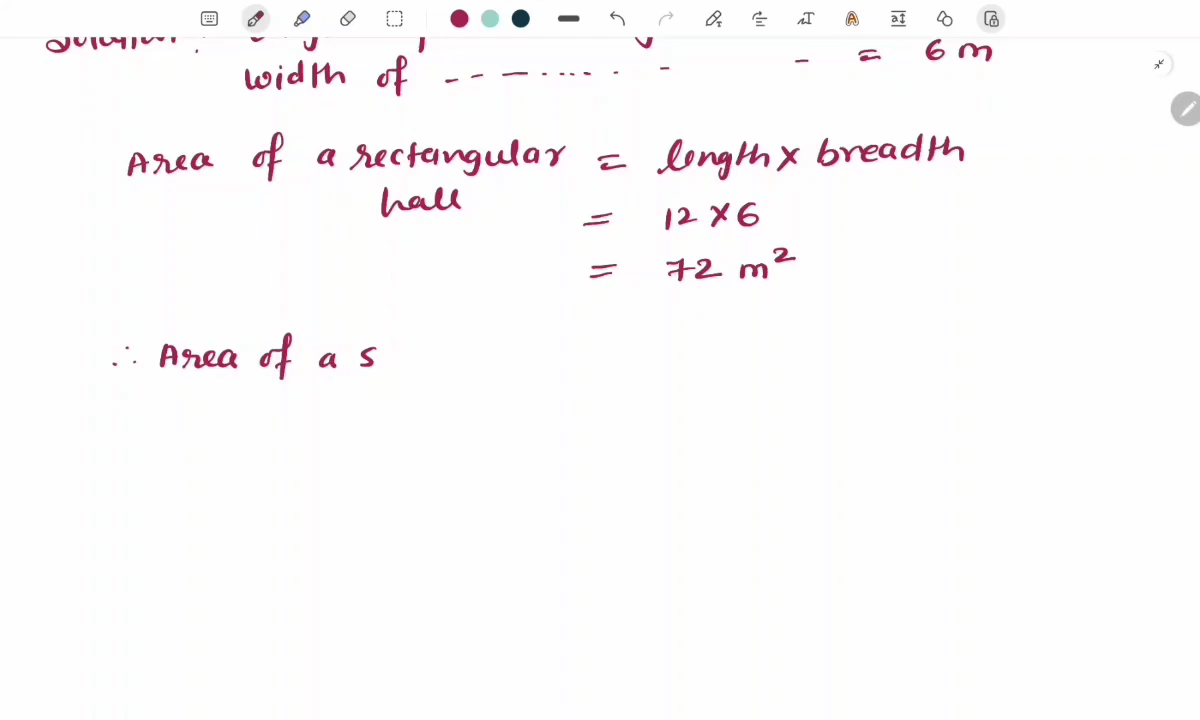 width of = 6 m
Area of a rectangular = length x breadth
hall
= 12 x 6
= 72 m²
∴ Area of a s